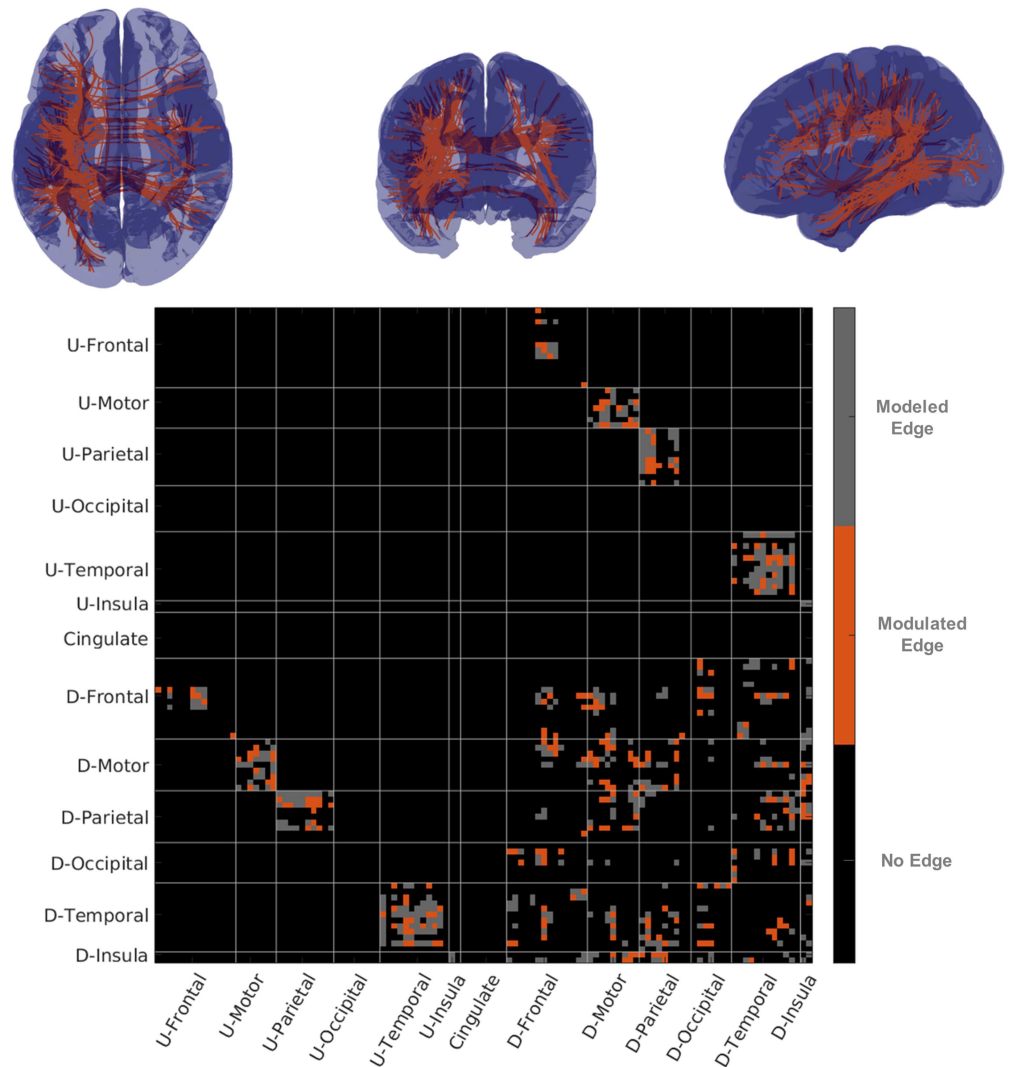 U-Frontal
U-Motor
U-Parietal
U-Occipital
U-Temporal
U-Insula
Cingulate
D-Frontal
D-Motor
D-Parietal
D-Occipital
D-Temporal
D-Insula
U-Frontal
U-Motor
U-Parietal
U-Occipital
U-Temporal
U-Insula
Cingulate
D-Frontal
D-Motor
D-Parietal
D-Occipital
D-Temporal
D-Insula
Modeled
Edge
Modulated
Edge
No Edge